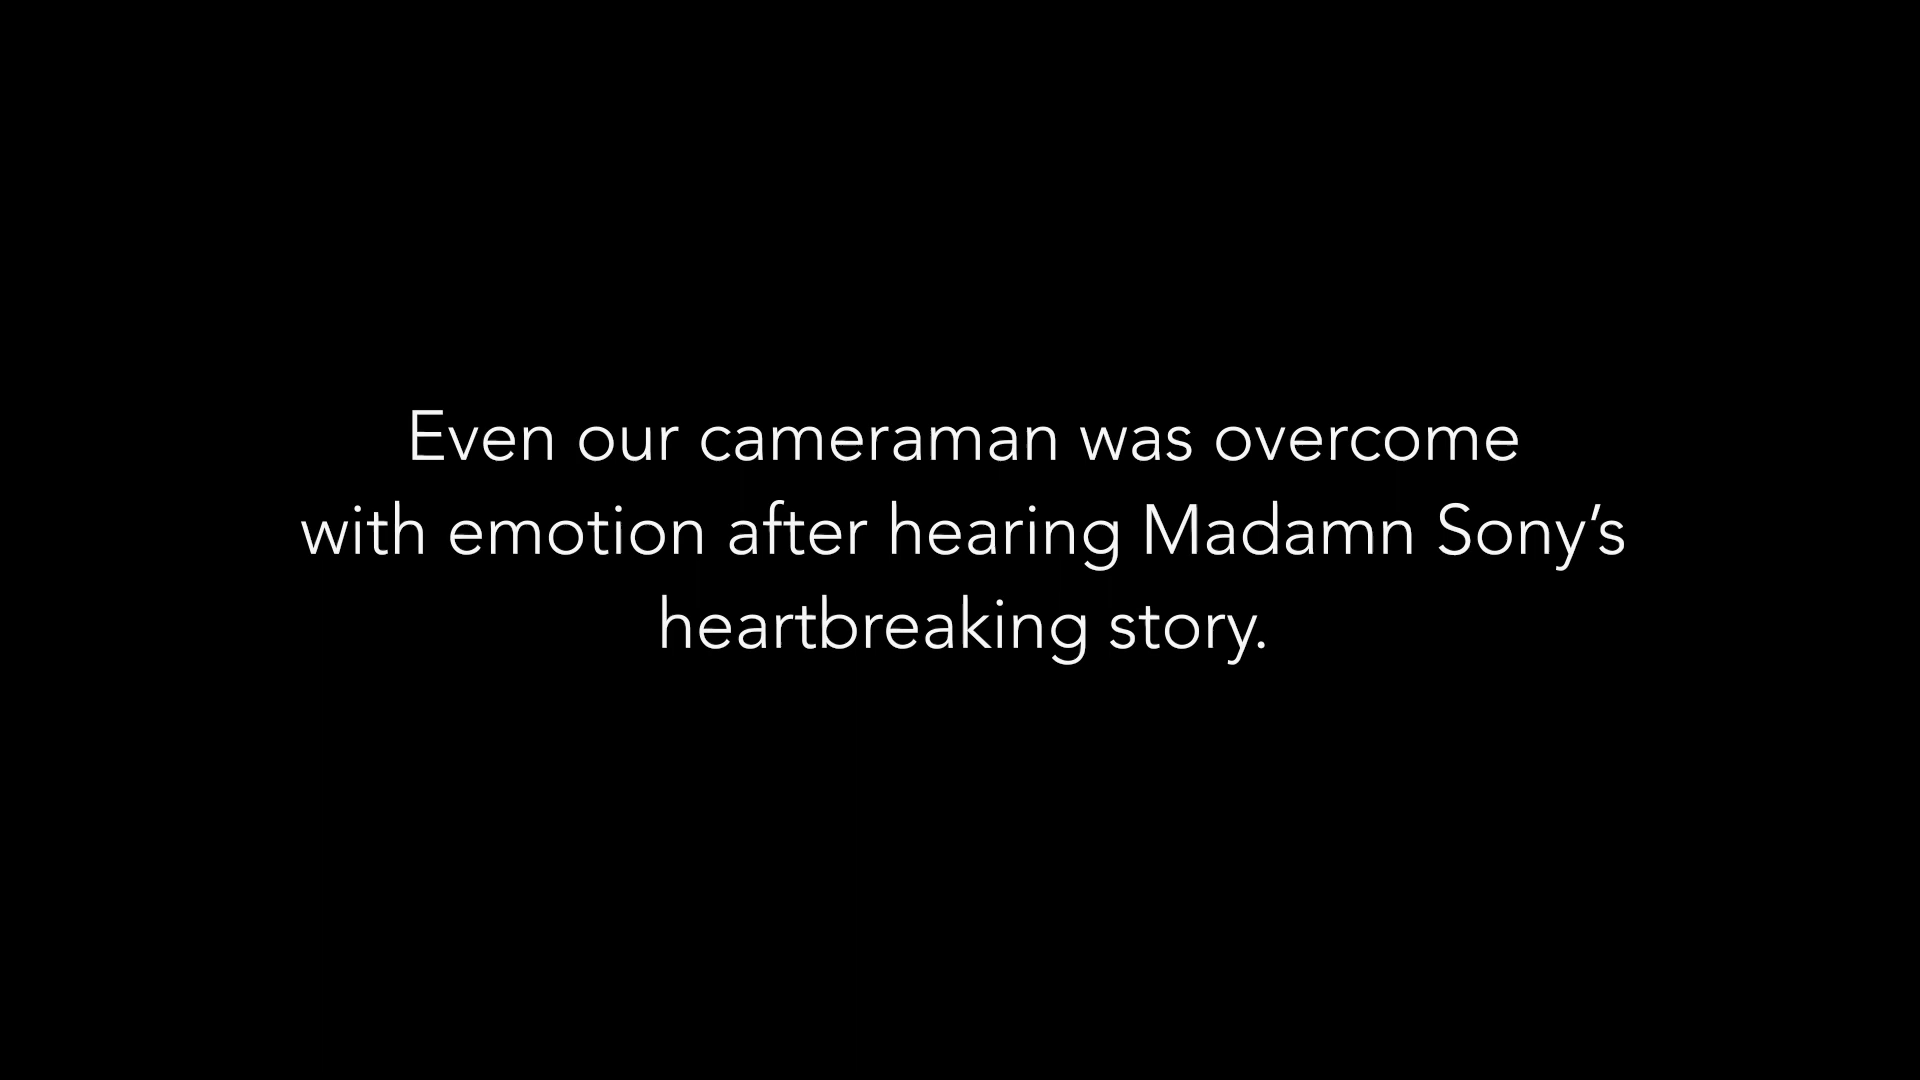 Even our cameraman was overcome
with emotion after hearing Madamn Sony’s
heartbreaking story.